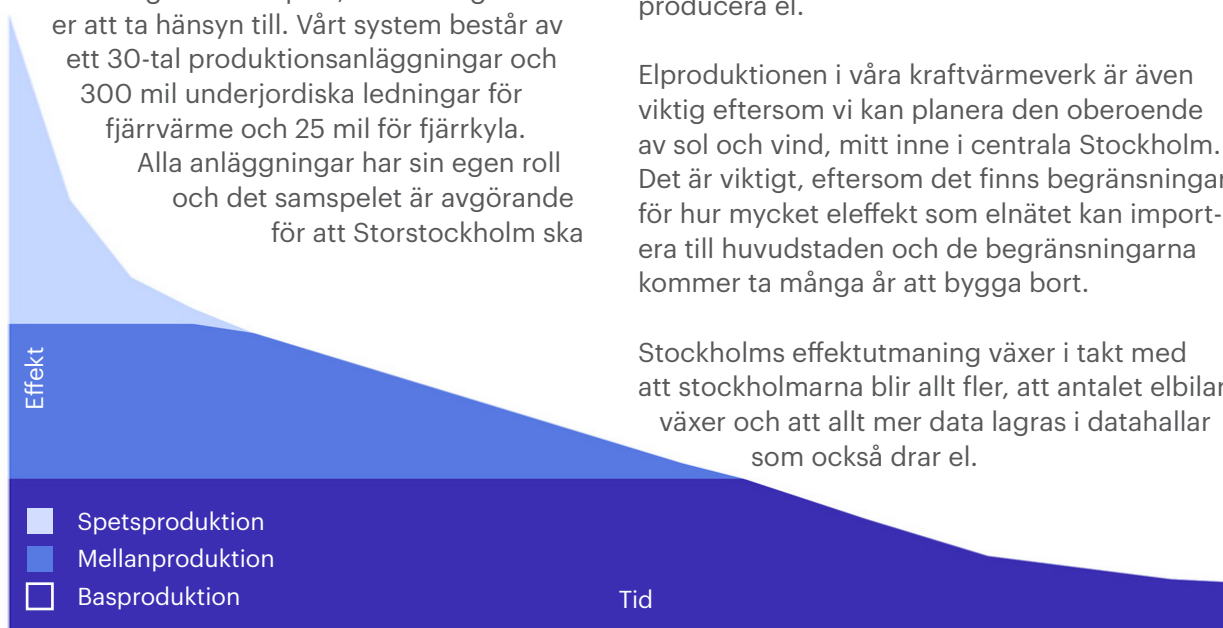 er att ta hänsyn till. Vårt system består av
ett 30-tal produktionsanläggningar och
300 mil underjordiska ledningar för
fjärrvärme och 25 mil för fjärrkyla.
Alla anläggningar har sin egen roll
och det samspelet är avgörande
för att Storstockholm ska
producera el.
Elproduktionen i våra kraftvärmeverk är även
viktig eftersom vi kan planera den oberoende
av sol och vind, mitt inne i centrala Stockholm.
Det är viktigt, eftersom det finns begränsningar
för hur mycket eleffekt som elnätet kan import-
era till huvudstaden och de begränsningarna
kommer ta många år att bygga bort.
Stockholms effektutmaning växer i takt med
att stockholmarna blir allt fler, att antalet elbilar
växer och att allt mer data lagras i datahallar
som också drar el.
Effekt
Spetsproduktion
Mellanproduktion
Basproduktion
Tid